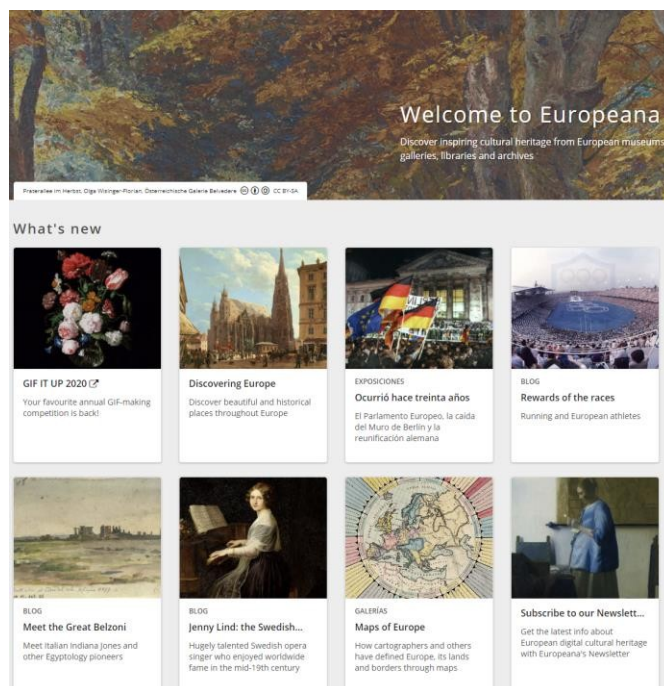 Welcome to Europeana
Discover inspiring cultural heritage from European museums
galleries, libraries and archives
Praterallee im Herbst, Olga Wisinger-Florian, Österreichische Galerie Belvedere CC BY-SA
What's new
GIF IT UP 2020
Your favourite annual GIF-making
competition is back!
Discovering Europe
Discover beautiful and historical
places throughout Europe
EXPOSICIONES
Ocurrió hace treinta años
El Parlamento Europeo, la caída
del Muro de Berlín y la
reunificación alemana
BLOG
Rewards of the races
Running and European athletes
BLOG
Meet the Great Belzoni
Meet Italian Indiana Jones and
other Egyptology pioneers
BLOG
Jenny Lind: the Swedish...
Hugely talented Swedish opera
singer who enjoyed worldwide
fame in the mid-19th century
GALERÍAS
Maps of Europe
How cartographers and others
have defined Europe, its lands
and borders through maps
Subscribe to our Newslett...
Get the latest info about
European digital cultural heritage
with Europeana's Newsletter